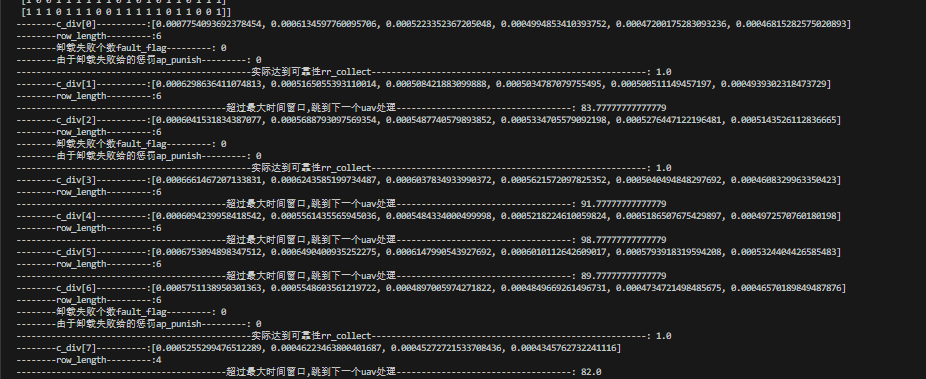 [1 0 0 1 1 1 1 1 0 1 0 1 0 1 1 0 1 1 1]
[1 1 1 0 1 1 1 0 0 1 1 1 1 0 1 1 0 0 1]]
--------c_div[0]----------:[0.0007754093692378454, 0.0006134597760095706, 0.0005223352367205048, 0.0004994853410393752, 0.00047200175283093236, 0.00046815282575020893]
--------row_length---------:6
--------卸载失败个数fault_flag---------: 0
--------由于卸载失败给的惩罚ap_punish---------: 0
-----------------------------------------------实际达到可靠性rr_collect-------------------------------------------------------: 1.0
--------c_div[1]----------:[0.0006298636411074813, 0.0005165055393110014, 0.000508421883099888, 0.0005034787079755495, 0.000500511149457197, 0.0004939302318473729]
--------row_length---------:6
------------------------------------------超过最大时间窗口,跳到下一个uav处理-----------------------------------: 83.77777777777779
--------c_div[2]----------:[0.0006041531834387077, 0.0005688793097569354, 0.0005487740579893852, 0.0005334705579092198, 0.0005276447122196481, 0.0005143526112836665]
--------row_length---------:6
--------卸载失败个数fault_flag---------: 0
--------由于卸载失败给的惩罚ap_punish---------: 0
-----------------------------------------------实际达到可靠性rr_collect-------------------------------------------------------: 1.0
--------c_div[3]----------:[0.0006661467207133831, 0.0006243585199734487, 0.0006037834933990372, 0.0005621572097825352, 0.0005040494848297692, 0.0004608329963350423]
--------row_length---------:6
------------------------------------------超过最大时间窗口,跳到下一个uav处理-----------------------------------: 91.77777777777779
--------c_div[4]----------:[0.0006094239958418542, 0.0005561435565945036, 0.0005484334000499998, 0.0005218224610059824, 0.0005186507675429897, 0.0004972570760180198]
--------row_length---------:6
------------------------------------------超过最大时间窗口,跳到下一个uav处理-----------------------------------: 98.77777777777779
--------c_div[5]----------:[0.0006753094898347512, 0.0006490400935252275, 0.0006147990543927692, 0.0006010112642609017, 0.0005793918319594208, 0.0005324404426585483]
--------row_length---------:6
------------------------------------------超过最大时间窗口,跳到下一个uav处理-----------------------------------: 89.77777777777779
--------c_div[6]----------:[0.0005751138950301363, 0.0005548603561219722, 0.0004897005974271822, 0.0004849669261496731, 0.0004734721498485675, 0.0004657018984948787​6]
--------row_length---------:6
--------卸载失败个数fault_flag---------: 0
--------由于卸载失败给的惩罚ap_punish---------: 0
-----------------------------------------------实际达到可靠性rr_collect-------------------------------------------------------: 1.0
--------c_div[7]----------:[0.0005255299476512289, 0.00046223463800401687, 0.00045272721533708436, 0.0004345762732241116]
--------row_length---------:4
------------------------------------------超过最大时间窗口,跳到下一个uav处理-----------------------------------: 82.0